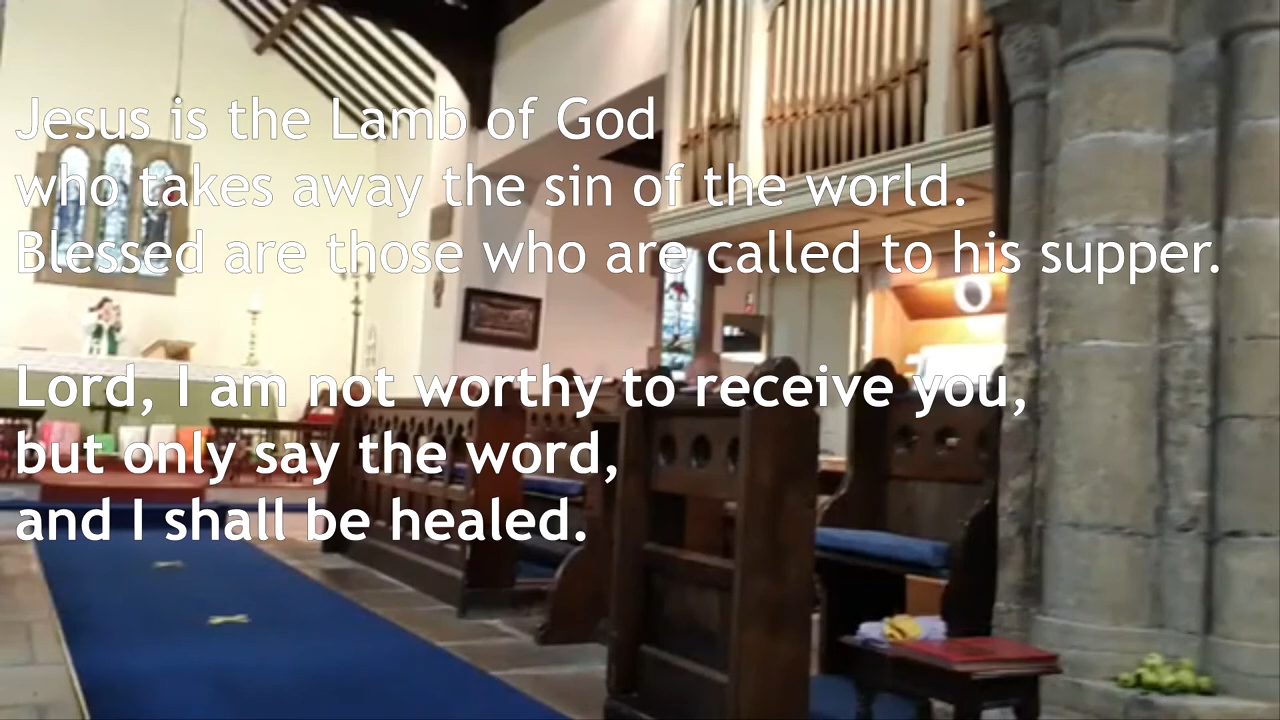 Jesus is the Lamb of God
who takes away the sin of the world.
Blessed are those who are called to his supper.
Lord, I am not worthy to receive you,
but only say the word,
and I shall be healed.